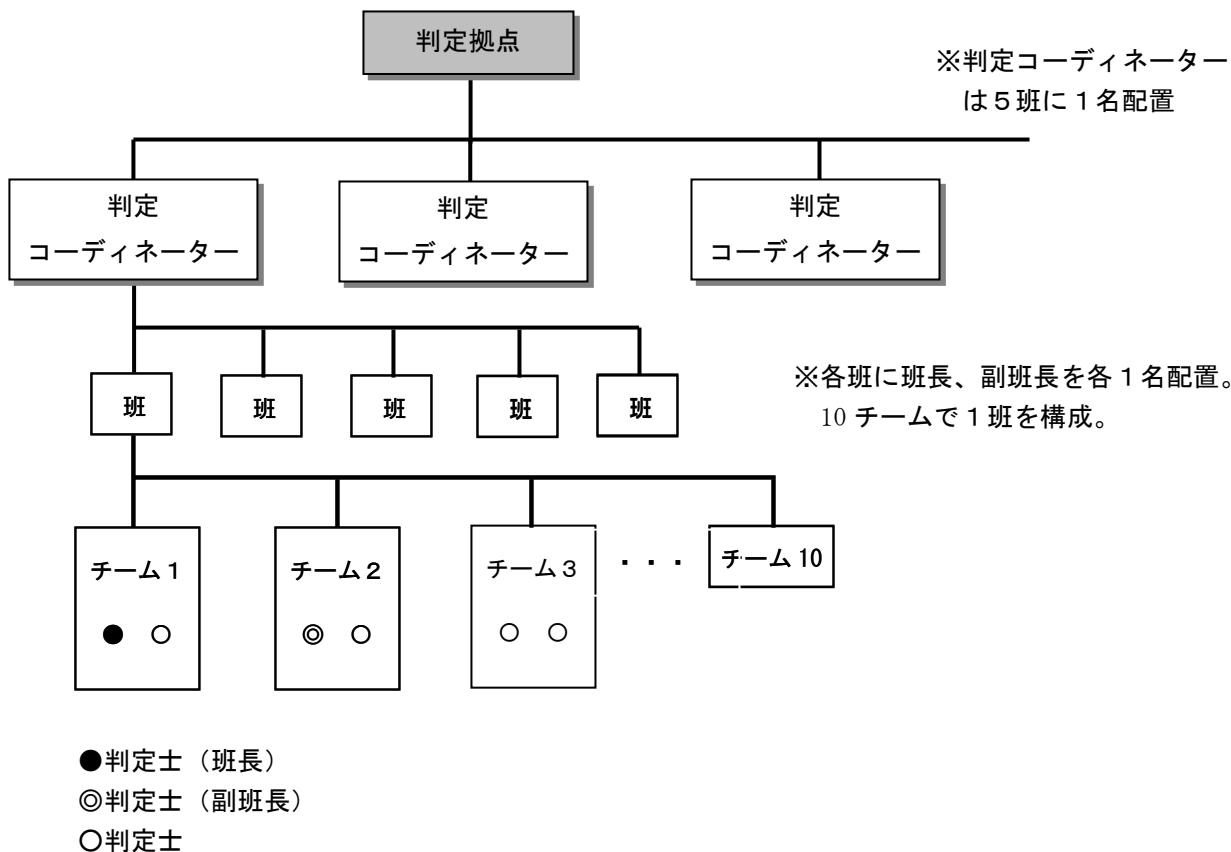 判定拠点
※判定コーディネーター
は5班に1名配置
判定
コーディネーター
判定
コーディネーター
判定
コーディネーター
班
班
班
班
班
※各班に班長、副班長を各1名配置。
10 チームで1班を構成。
チーム1
チーム2
チーム3
・・・
チーム 10
● ○
◎ ○
○ ○
●判定士（班長）
◎判定士（副班長）
○判定士